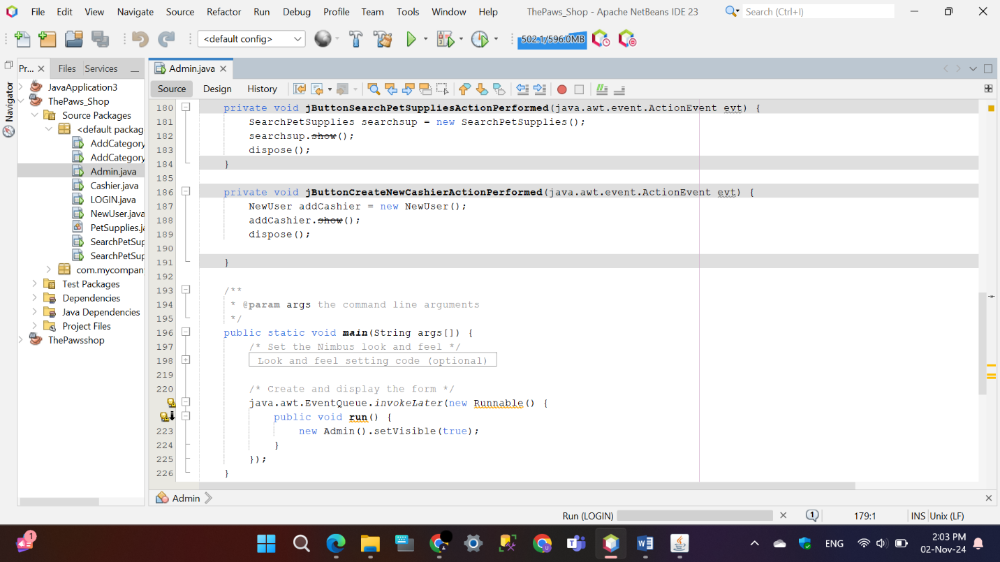 File Edit View Navigate Source Refactor Run Debug Profile Team Tools Window Help ThePaws_Shop - Apache NetBeans IDE 23 Search (Ctrl+I)
<default config> 502.1/596.0MB
Pr... Files Services
Navigator
JavaApplication3
ThePaws_Shop
Source Packages
<default packag
AddCategory
AddCategory
Admin.java
Cashier.java
LOGIN.java
NewUser.java
PetSupplies.ja
SearchPetSup
SearchPetSup
com.mycompan
Test Packages
Dependencies
Java Dependencies
Project Files
ThePawsshop
Admin.java
Source Design History
180 private void jButtonSearchPetSuppliesActionPerformed(java.awt.event.ActionEvent evt) {
181 SearchPetSupplies searchsup = new SearchPetSupplies();
182 searchsup.show();
183 dispose();
184 }
185
186 private void jButtonCreateNewCashierActionPerformed(java.awt.event.ActionEvent evt) {
187 NewUser addCashier = new NewUser();
188 addCashier.show();
189 dispose();
190
191 }
192
193 /**
194 * @param args the command line arguments
195 */
196 public static void main(String args[]) {
197 /* Set the Nimbus look and feel */
198 Look and feel setting code (optional)
219
220 /* Create and display the form */
java.awt.EventQueue.invokeLater(new Runnable() {
public void run() {
223 new Admin().setVisible(true);
224 }
225 });
226 }
Admin
Run (LOGIN) 1 179:1 INS Unix (LF)
1 ENG 2:03 PM
02-Nov-24